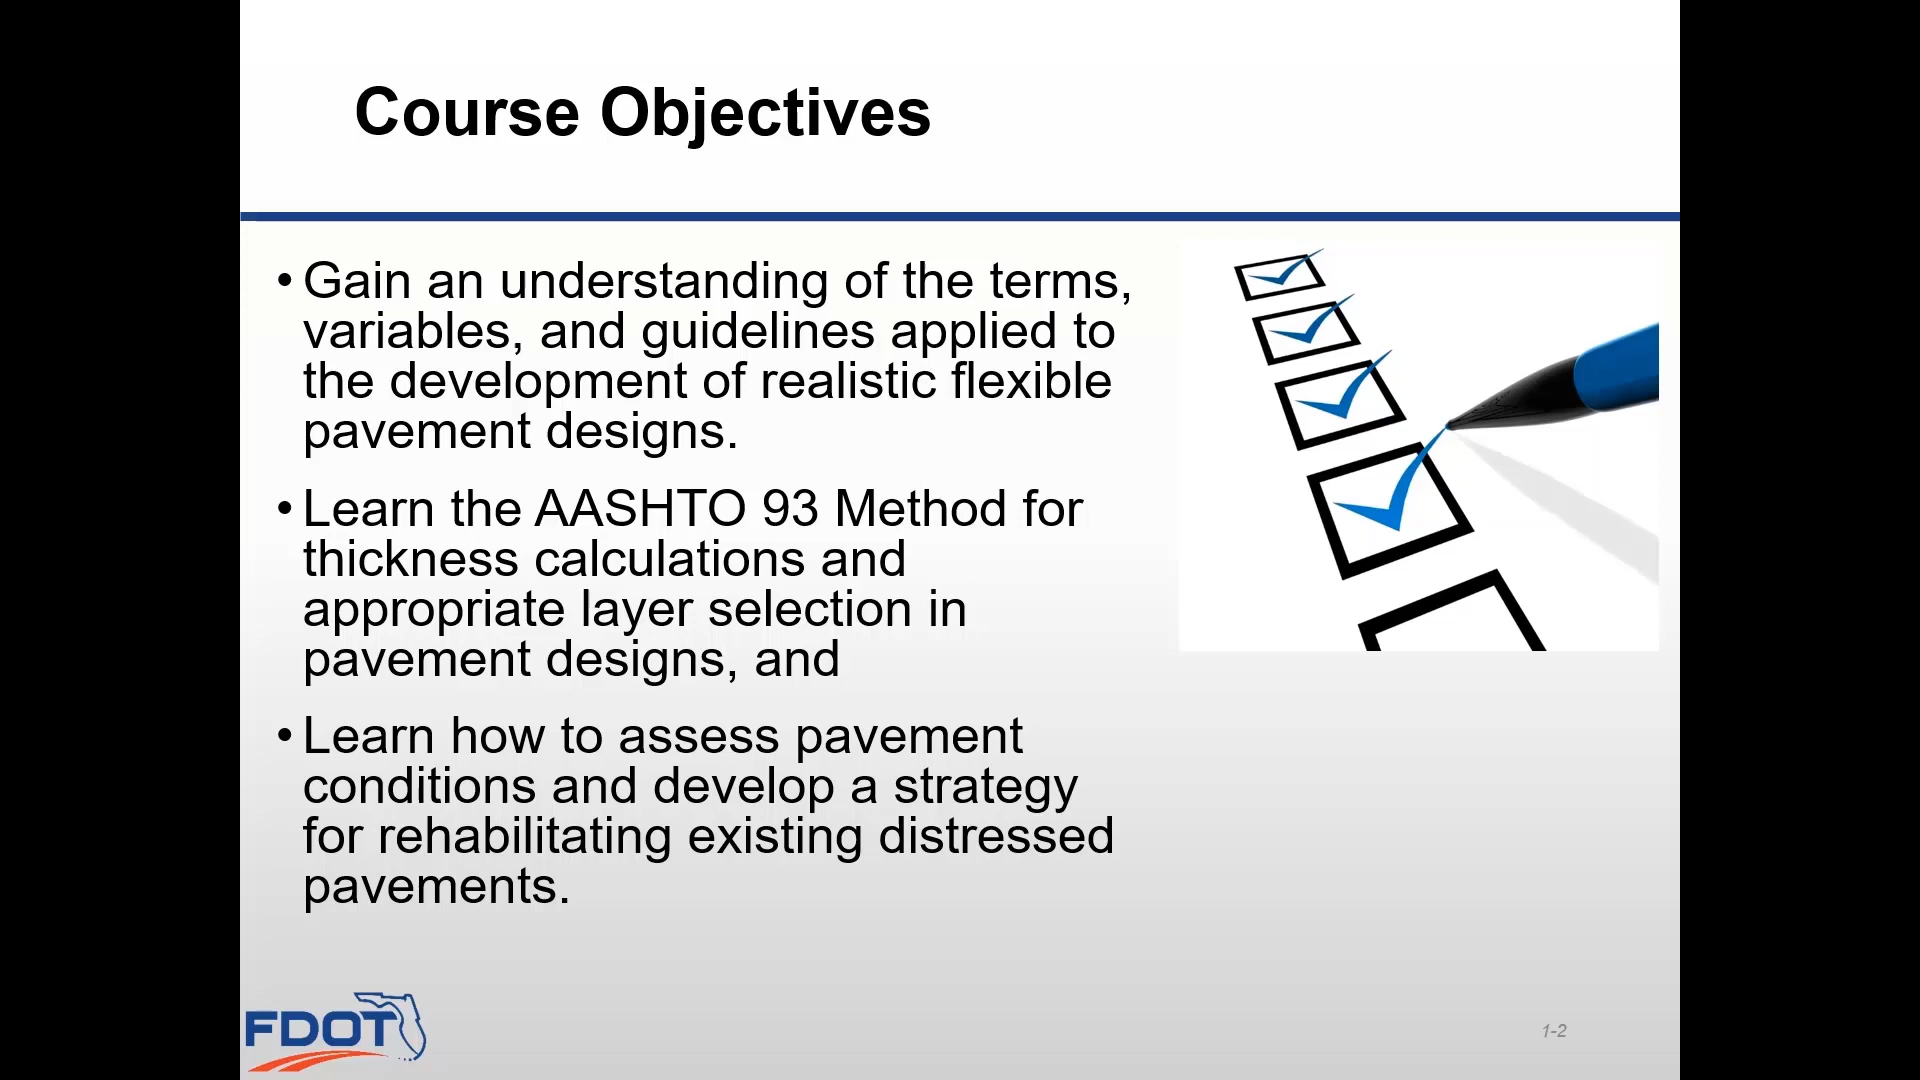 Course Objectives
• Gain an understanding of the terms,
variables, and guidelines applied to
the development of realistic flexible
pavement designs.
• Learn the AASHTO 93 Method for
thickness calculations and
appropriate layer selection in
pavement designs, and
• Learn how to assess pavement
conditions and develop a strategy
for rehabilitating existing distressed
pavements.
FDOT
1-2